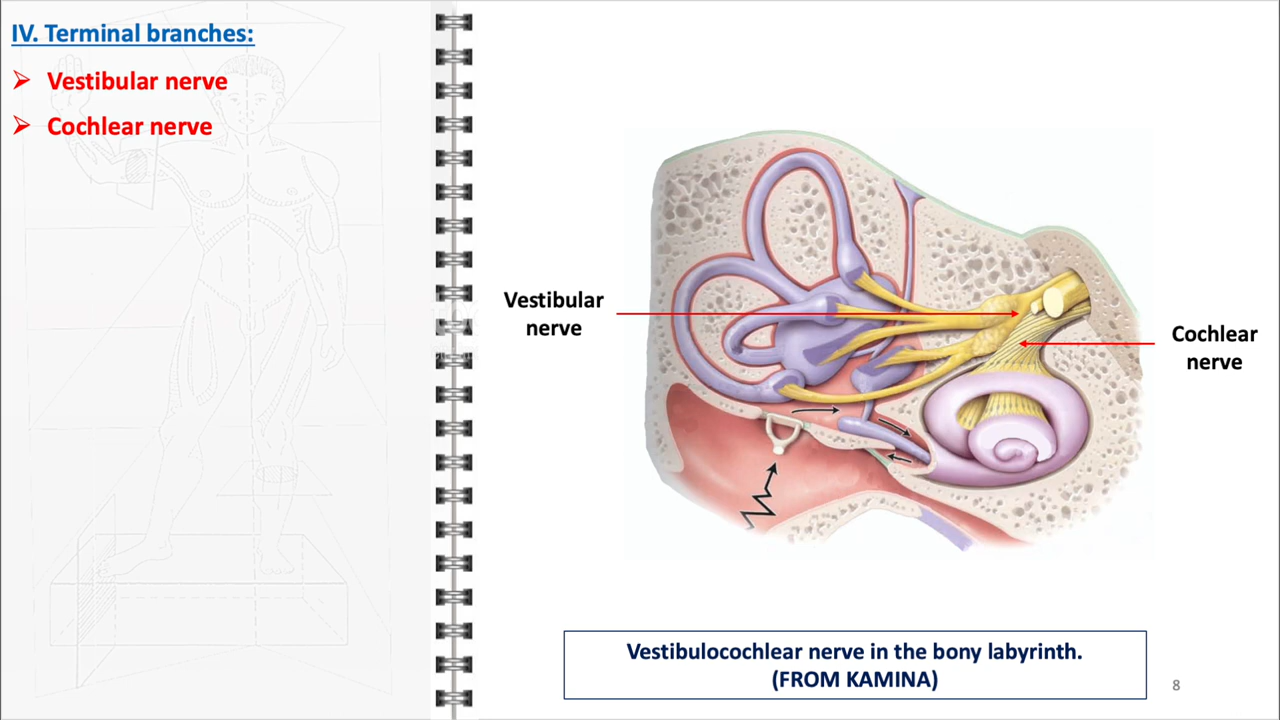 IV. Terminal branches:
➢ Vestibular nerve
➢ Cochlear nerve
Vestibular
nerve
Cochlear
nerve
Vestibulocochlear nerve in the bony labyrinth.
(FROM KAMINA)
8